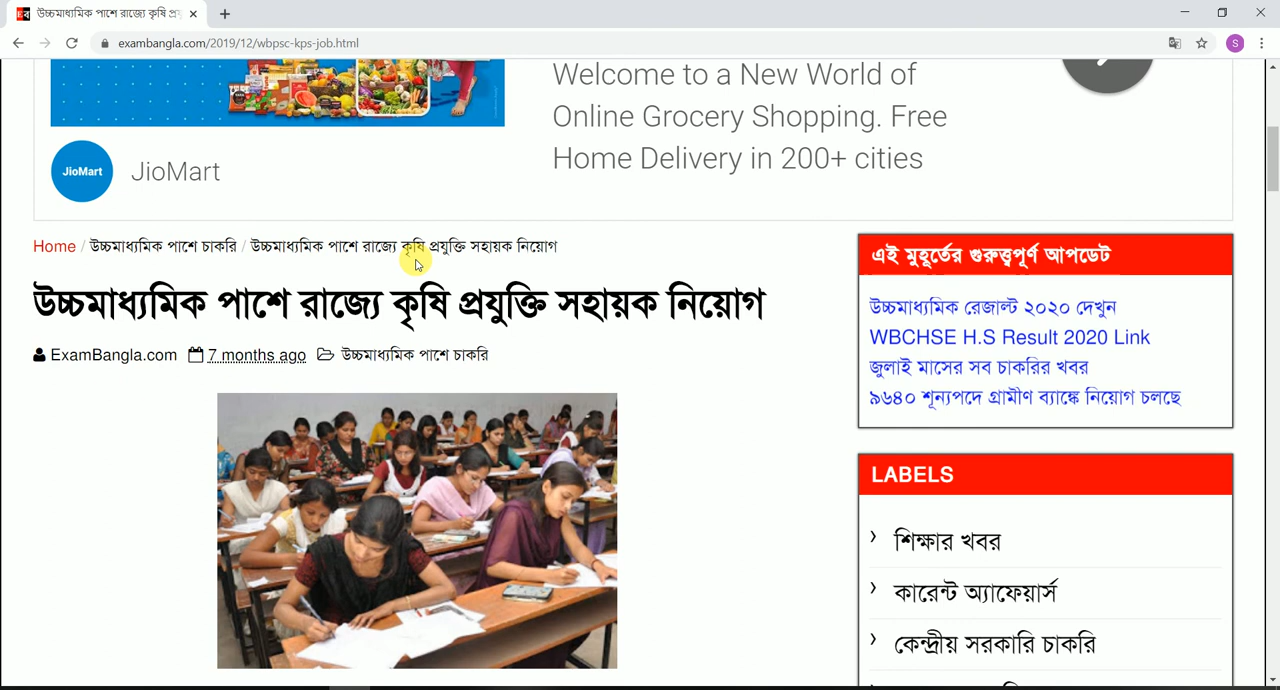 উচ্চমাধ্যমিক পাশে রাজ্যে কৃষি প্র
exambangla.com/2019/12/wbpsc-kps-job.html
S
Welcome to a New World of
Online Grocery Shopping. Free
Home Delivery in 200+ cities
JioMart
JioMart
Home / উচ্চমাধ্যমিক পাশে চাকরি / উচ্চমাধ্যমিক পাশে রাজ্যে কৃষি প্রযুক্তি সহায়ক নিয়োগ
উচ্চমাধ্যমিক পাশে রাজ্যে কৃষি প্রযুক্তি সহায়ক নিয়োগ
ExamBangla.com 7 months ago উচ্চমাধ্যমিক পাশে চাকরি
এই মুহূর্তের গুরুত্ত্বপূর্ণ আপডেট
উচ্চমাধ্যমিক রেজাল্ট ২০২০ দেখুন
WBCHSE H.S Result 2020 Link
জুলাই মাসের সব চাকরির খবর
৯৬৪০ শূন্যপদে গ্রামীণ ব্যাঙ্কে নিয়োগ চলছে
LABELS
শিক্ষার খবর
কারেন্ট অ্যাফেয়ার্স
কেন্দ্রীয় সরকারি চাকরি